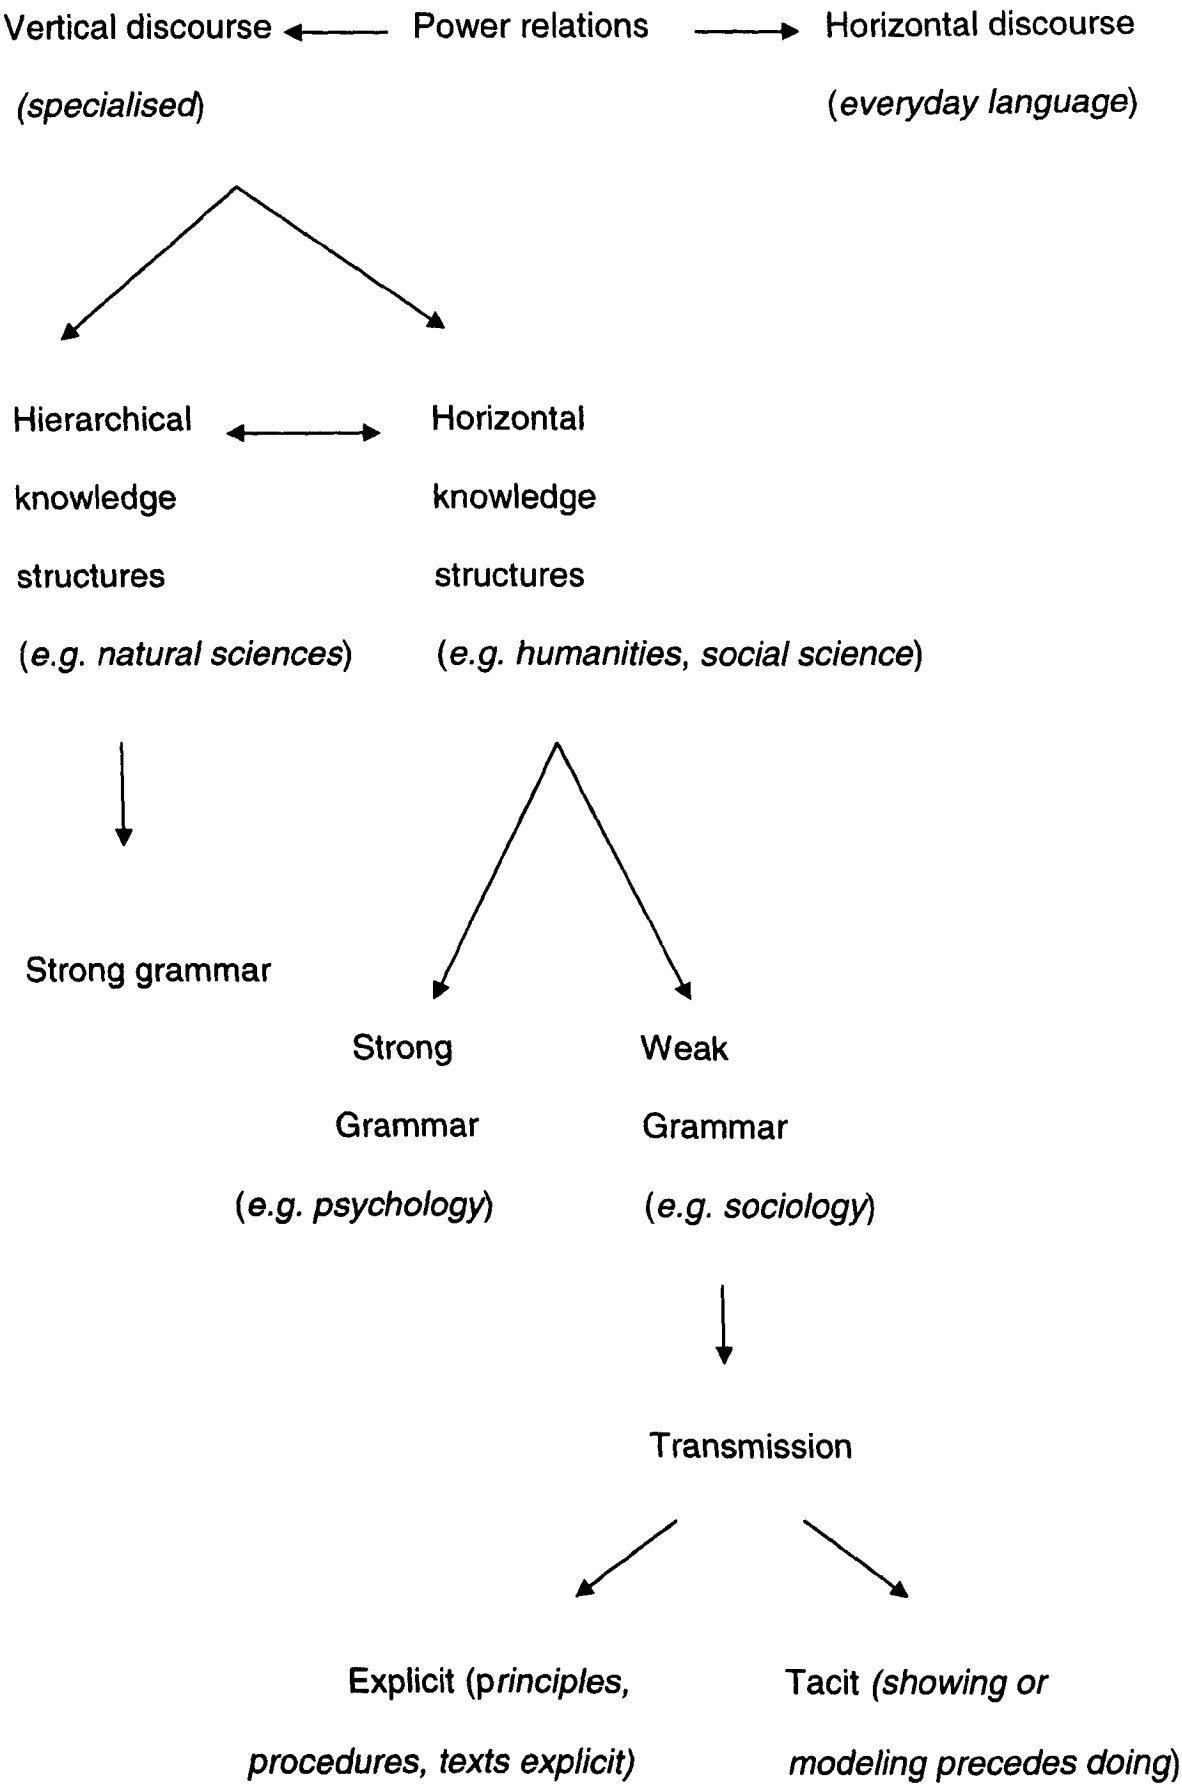 Vertical discourse Power relations Horizontal discourse
(specialised) (everyday language)
Hierarchical Horizontal
knowledge knowledge
structures structures
(e.g. natural sciences) (e.g. humanities, social science)
Strong grammar
Strong Weak
Grammar Grammar
(e.g. psychology) (e.g. sociology)
Transmission
Explicit (principles, Tacit (showing or
procedures, texts explicit) modeling precedes doing)